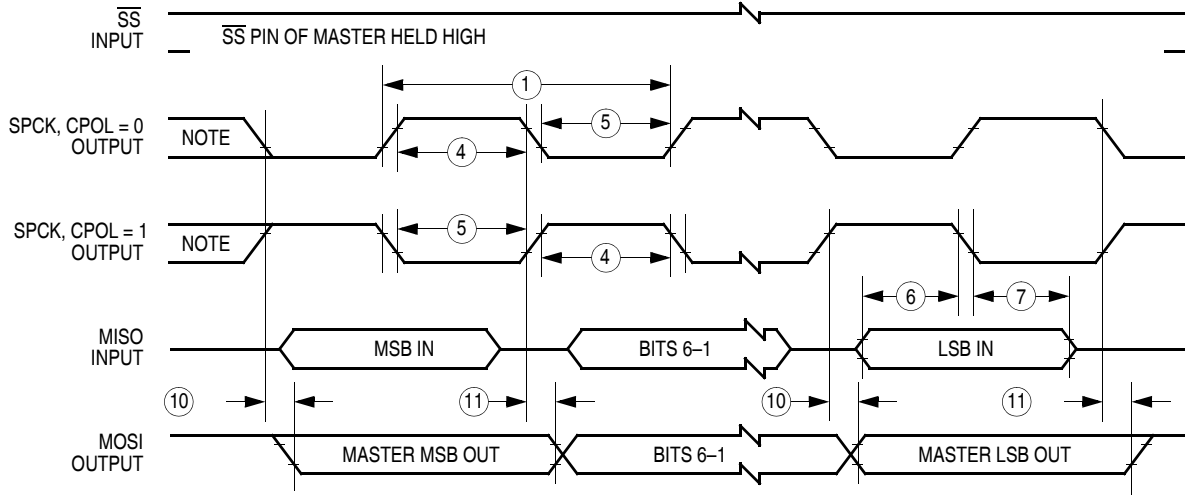 SS
INPUT
SS PIN OF MASTER HELD HIGH
1
SPCK, CPOL = 0
OUTPUT
NOTE
5
4
SPCK, CPOL = 1
OUTPUT
NOTE
5
4
6
7
MISO
INPUT
MSB IN
BITS 6–1
LSB IN
10
11
10
11
MOSI
OUTPUT
MASTER MSB OUT
BITS 6–1
MASTER LSB OUT